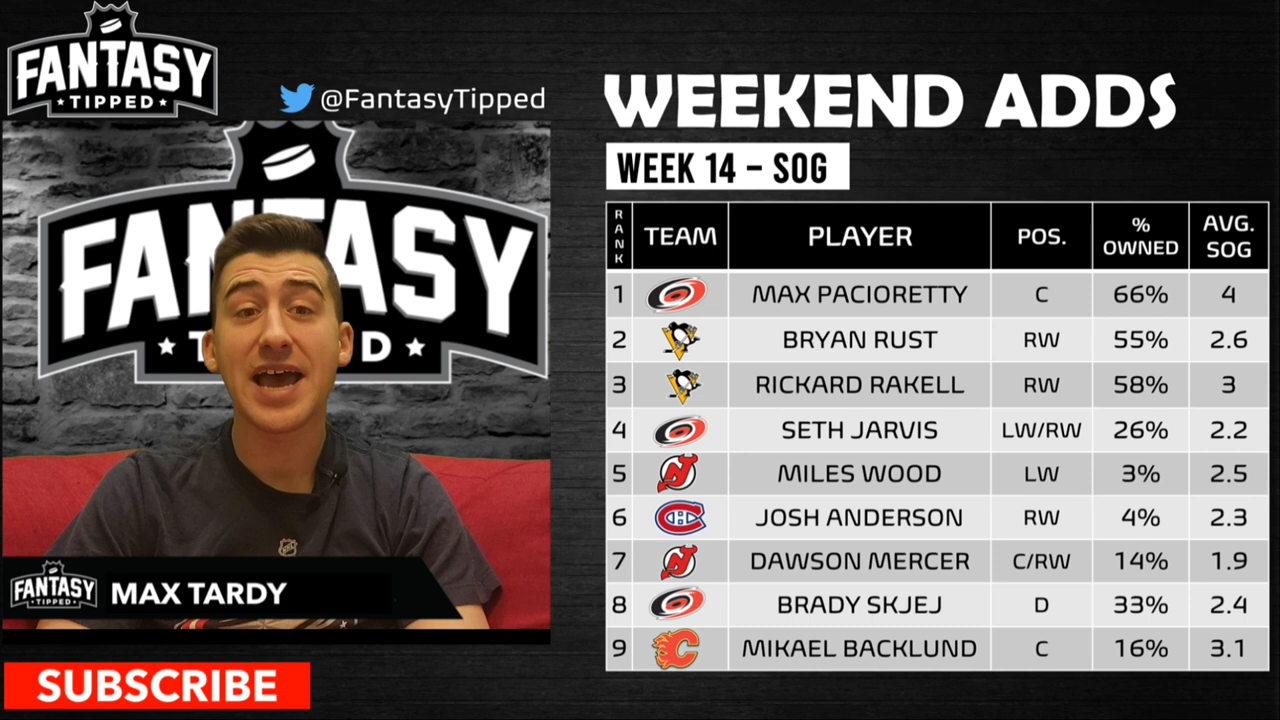 FANTASY
TIPPED
@FantasyTipped
FANTASY
D
MAX TARDY
FANTASY
TIPPED
SUBSCRIBE
WEEKEND ADDS
WEEK 14 – SOG
RANK TEAM PLAYER POS. % OWNED AVG. SOG
1 MAX PACIORETTY C 66% 4
2 BRYAN RUST RW 55% 2.6
3 RICKARD RAKELL RW 58% 3
4 SETH JARVIS LW/RW 26% 2.2
5 MILES WOOD LW 3% 2.5
6 JOSH ANDERSON RW 4% 2.3
7 DAWSON MERCER C/RW 14% 1.9
8 BRADY SKJEJ D 33% 2.4
9 MIKAEL BACKLUND C 16% 3.1